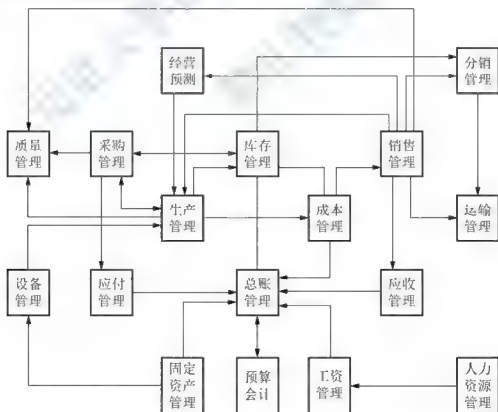 经营
预测
分销
管理
质量
管理
采购
管理
库存
管理
销售
管理
生产
管理
成本
管理
运输
管理
设备
管理
应付
管理
总账
管理
应收
管理
固定
资产
管理
预算
会计
工资
管理
人力
资源
管理